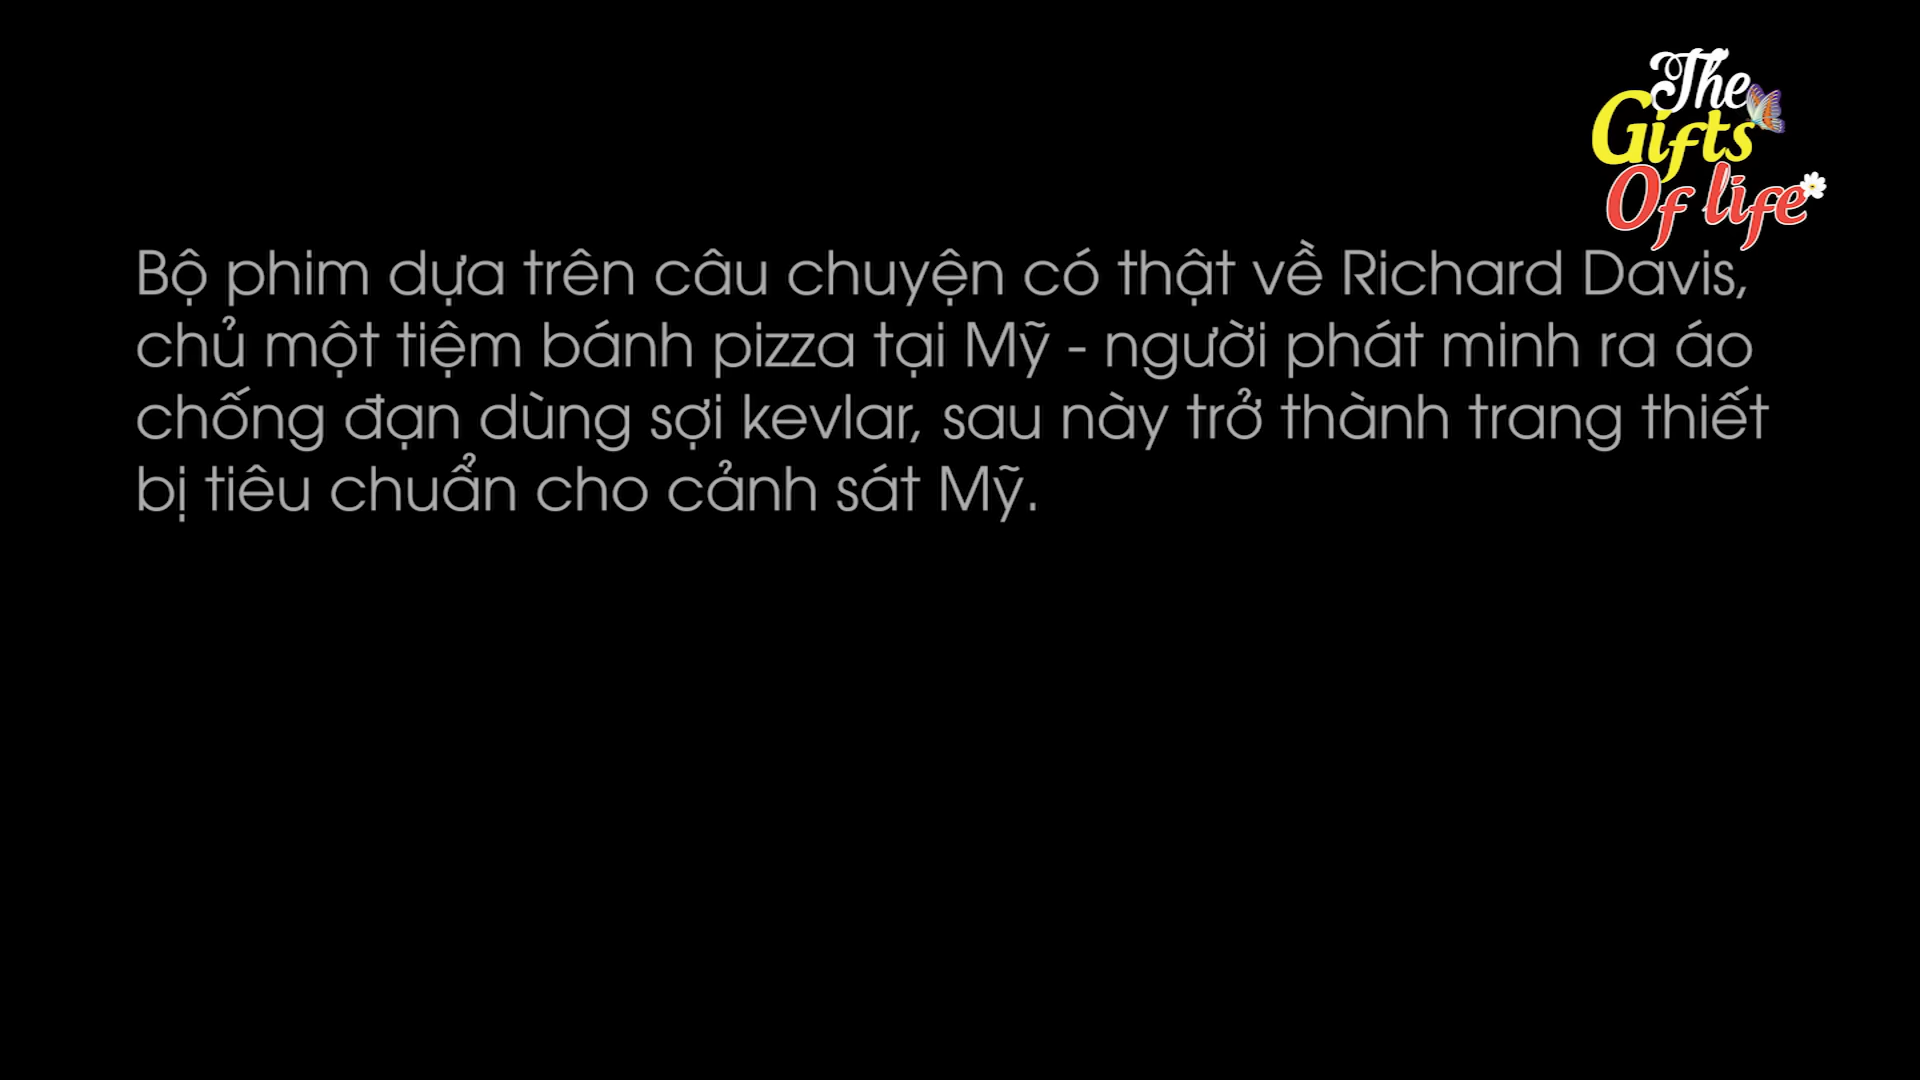 The
Gifts
Of life
Bộ phim dựa trên câu chuyện có thật về Richard Davis,
chủ một tiệm bánh pizza tại Mỹ - người phát minh ra áo
chống đạn dùng sợi kevlar, sau này trở thành trang thiết
bị tiêu chuẩn cho cảnh sát Mỹ.